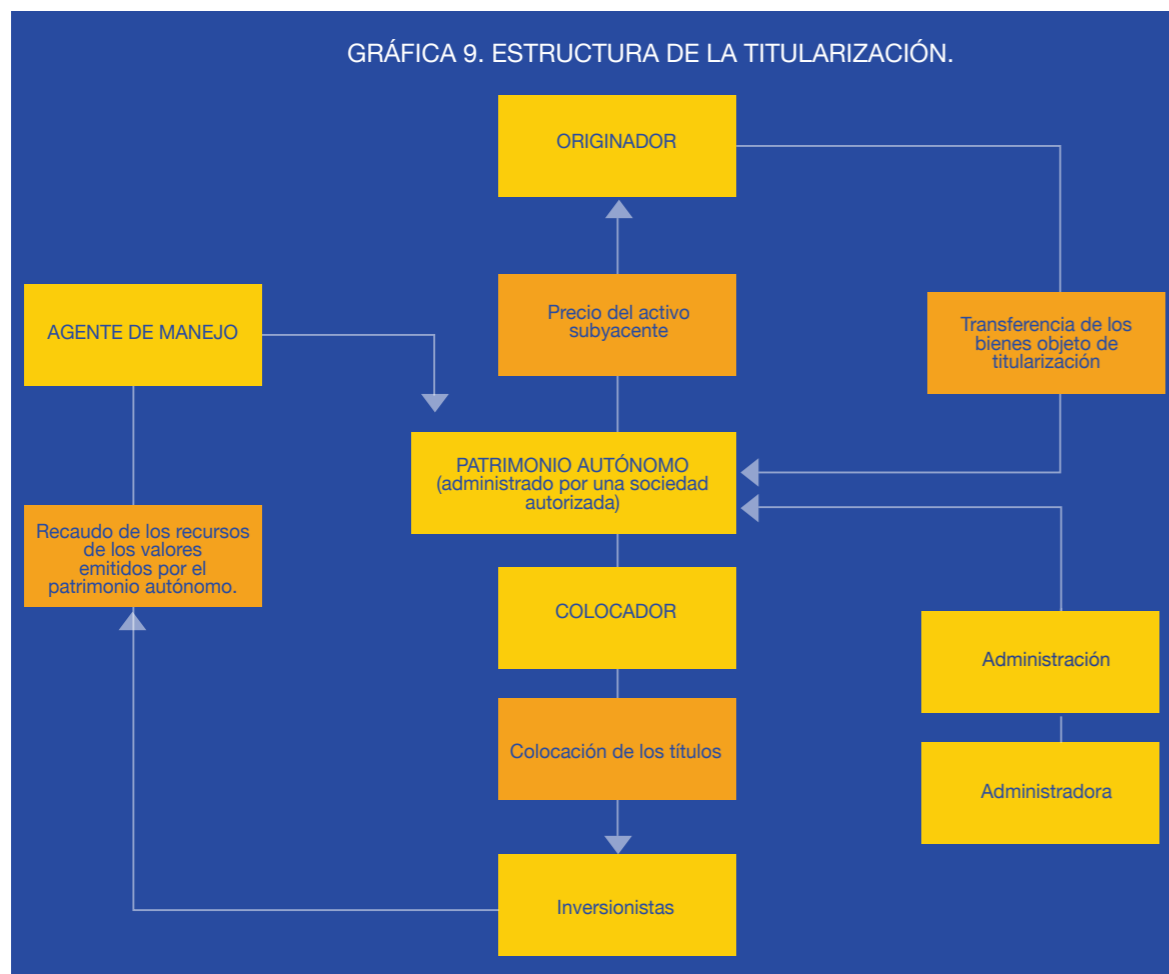 GRÁFICA 9. ESTRUCTURA DE LA TITULARIZACIÓN.
ORIGINADOR
AGENTE DE MANEJO
Precio del activo
subyacente
Transferencia de los
bienes objeto de
titularización
PATRIMONIO AUTÓNOMO
(administrado por una sociedad
autorizada)
Recaudo de los recursos
de los valores
emitidos por el
patrimonio autónomo.
COLOCADOR
Administración
Colocación de los títulos
Administradora
Inversionistas